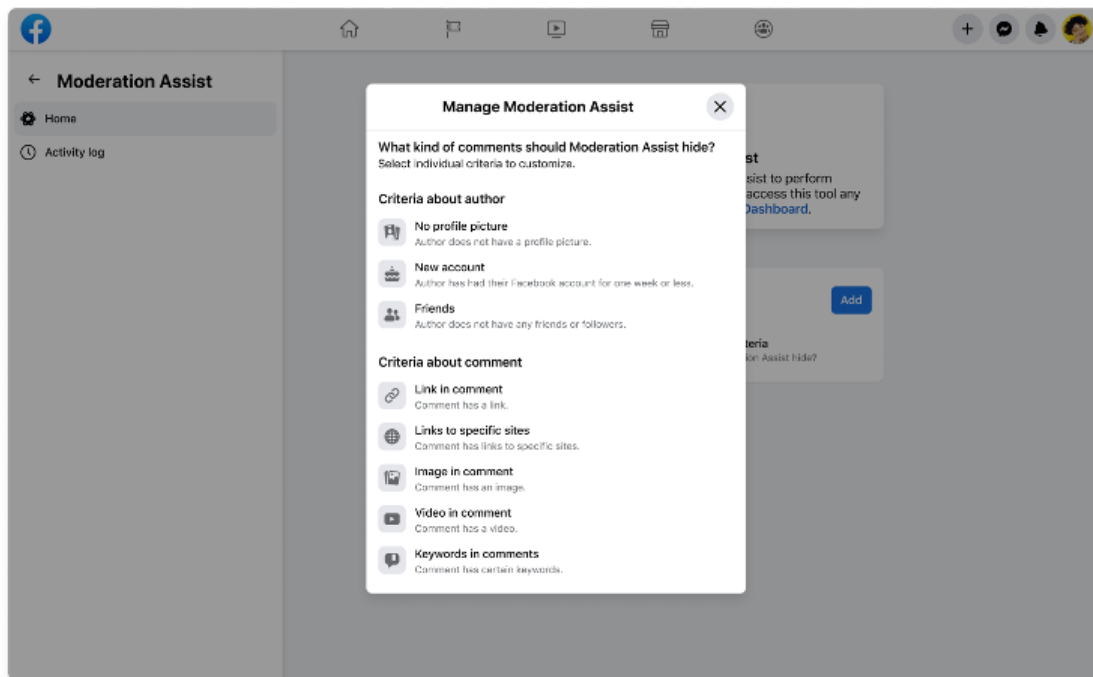 Moderation Assist
Home
Activity log
Manage Moderation Assist
What kind of comments should Moderation Assist hide?
Select individual criteria to customize.
Criteria about author
No profile picture
Author does not have a profile picture.
New account
Author has had their Facebook account for one week or less.
Friends
Author does not have any friends or followers.
Criteria about comment
Link in comment
Comment has a link.
Links to specific sites
Comment has links to specific sites.
Image in comment
Comment has an image.
Video in comment
Comment has a video.
Keywords in comments
Comment has certain keywords.
st
sist to perform
access this tool any
Dashboard.
Add
teria
ion Assist hide?